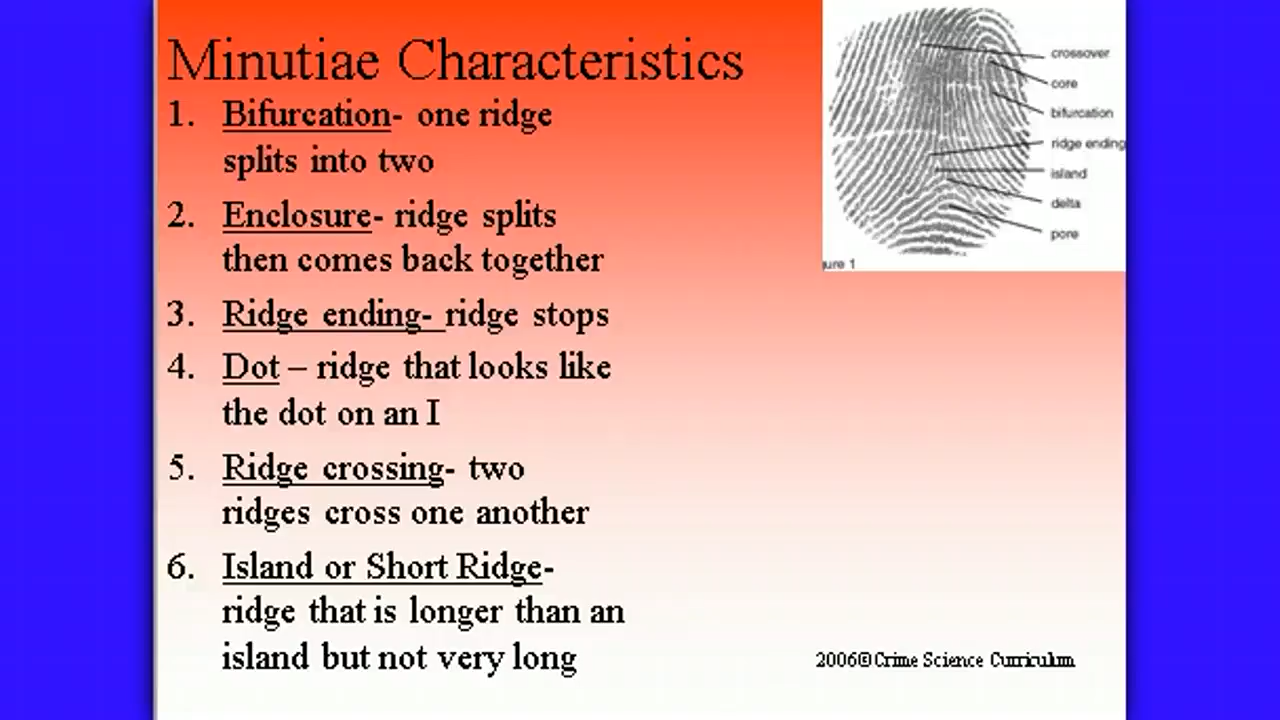 Minutiae Characteristics
1. Bifurcation- one ridge
splits into two
2. Enclosure- ridge splits
then comes back together
3. Ridge ending- ridge stops
4. Dot – ridge that looks like
the dot on an I
5. Ridge crossing- two
ridges cross one another
6. Island or Short Ridge-
ridge that is longer than an
island but not very long
crossover
core
bifurcation
ridge ending
island
delta
pore
ure 1
2006©Crime Science Curriculum